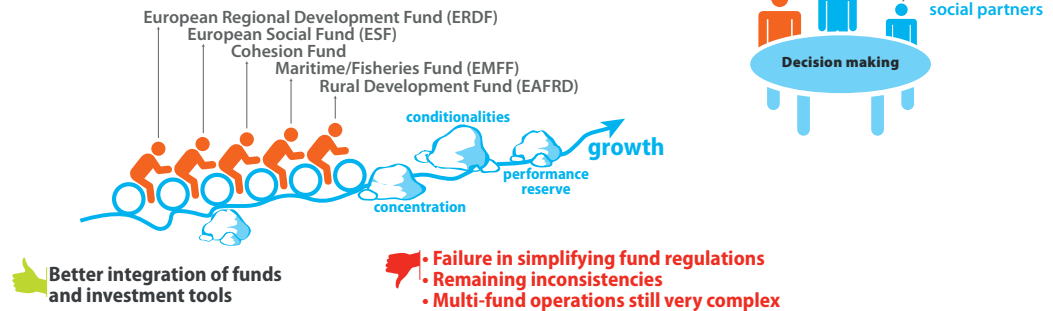 European Regional Development Fund (ERDF)
European Social Fund (ESF)
Cohesion Fund
Maritime/Fisheries Fund (EMFF)
Rural Development Fund (EAFRD)
social partners
Decision making
conditionalities
growth
performance
reserve
concentration
Better integration of funds
and investment tools
• Failure in simplifying fund regulations
• Remaining inconsistencies
• Multi-fund operations still very complex